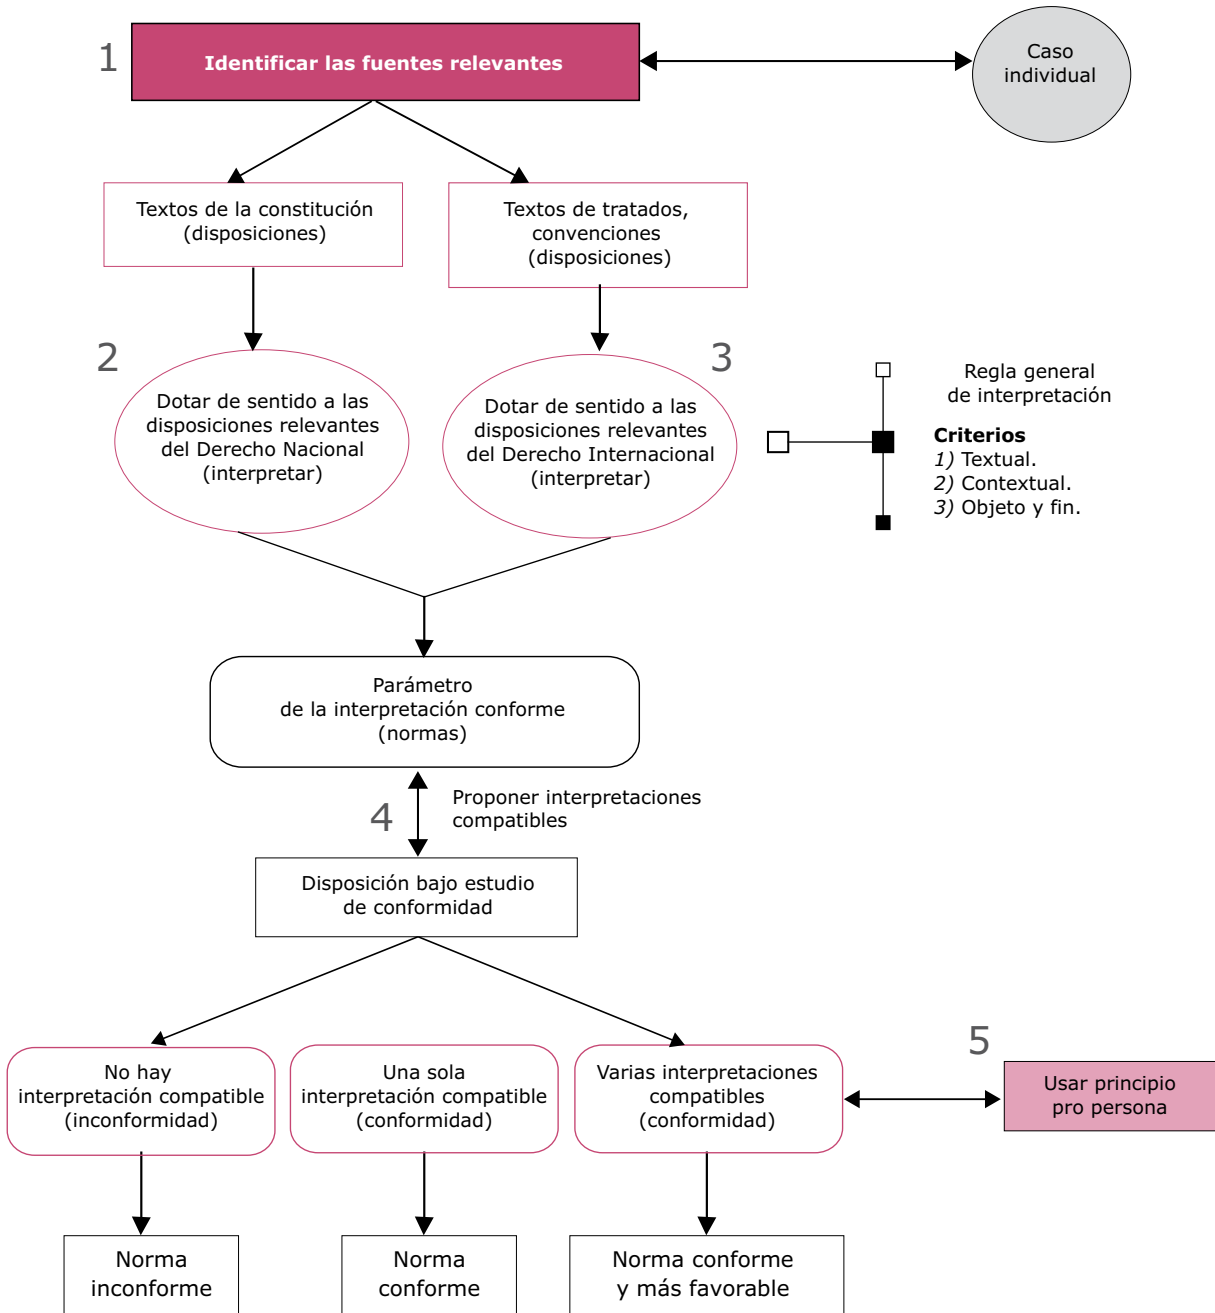 1
Identificar las fuentes relevantes
Caso
individual
Textos de la constitución
(disposiciones)
Textos de tratados,
convenciones
(disposiciones)
2
Dotar de sentido a las
disposiciones relevantes
del Derecho Nacional
(interpretar)
Dotar de sentido a las
disposiciones relevantes
del Derecho Internacional
(interpretar)
3
Regla general
de interpretación
Criterios
1) Textual.
2) Contextual.
3) Objeto y fin.
Parámetro
de la interpretación conforme
(normas)
4
Proponer interpretaciones
compatibles
Disposición bajo estudio
de conformidad
No hay
interpretación compatible
(inconformidad)
Una sola
interpretación compatible
(conformidad)
Varias interpretaciones
compatibles
(conformidad)
5
Usar principio
pro persona
Norma
inconforme
Norma
conforme
Norma conforme
y más favorable